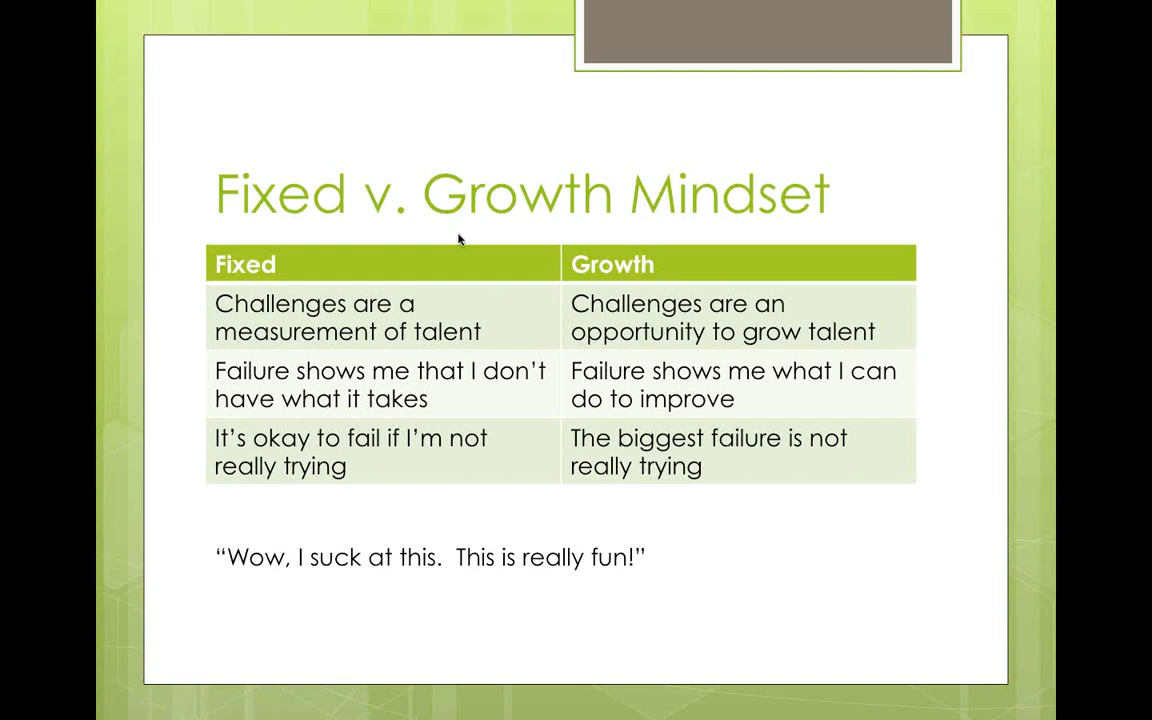 Fixed v. Growth Mindset
Fixed
Growth
Challenges are a
measurement of talent
Challenges are an
opportunity to grow talent
Failure shows me that I don’t
have what it takes
Failure shows me what I can
do to improve
It’s okay to fail if I’m not
really trying
The biggest failure is not
really trying
“Wow, I suck at this.  This is really fun!”